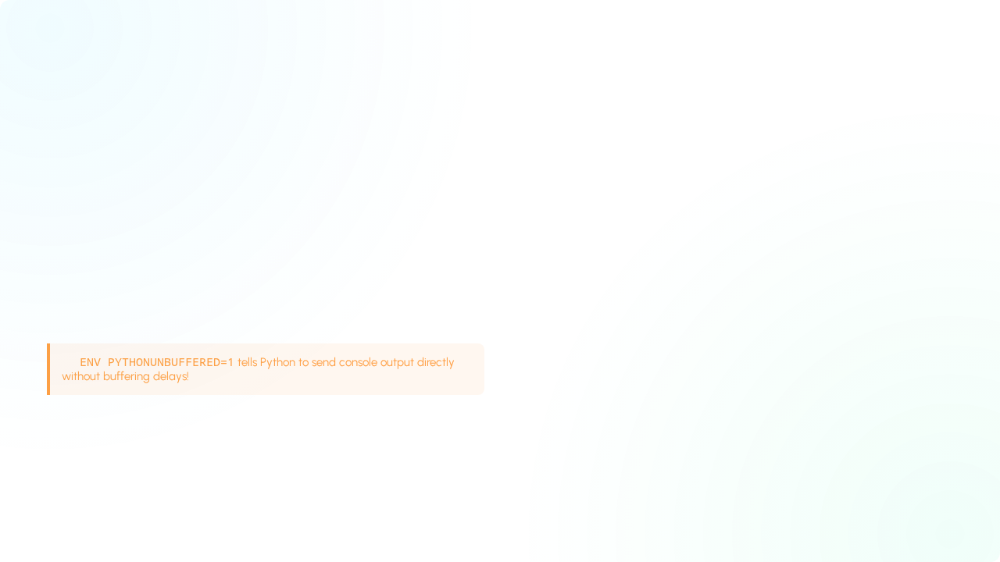 ENV PYTHONUNBUFFERED=1 tells Python to send console output directly
without buffering delays!